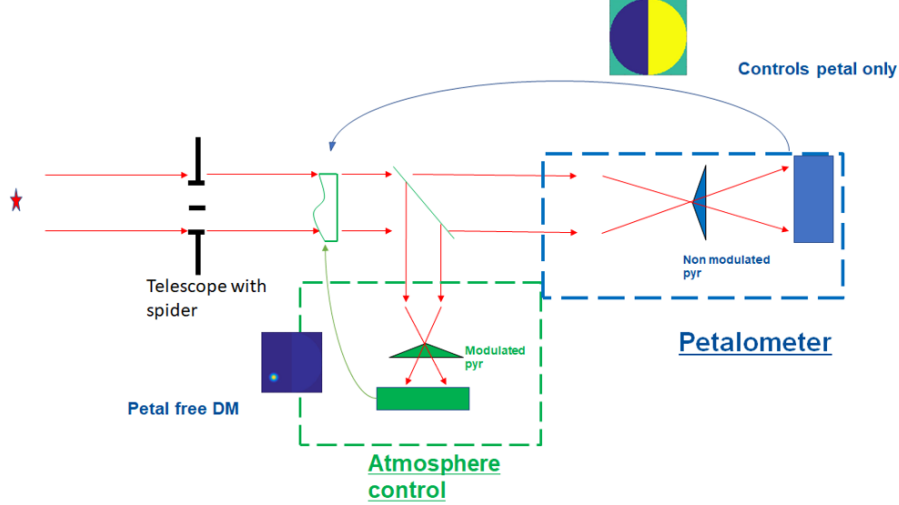 Controls petal only
Telescope with
spider
Non modulated
pyr
Petalometer
Modulated
pyr
Petal free DM
Atmosphere
control